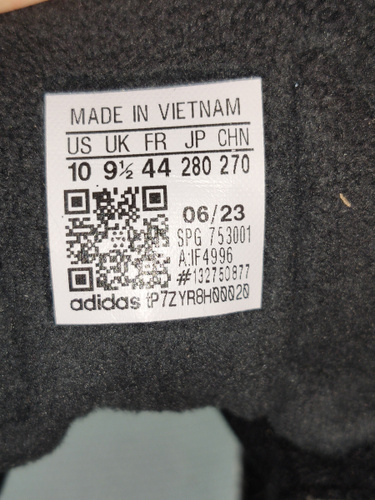 MADE IN VIETNAM
US UK FR JP CHN
10 9½ 44 280 270
06/23
SPG 753001
A:IF4996
#132750877
adidas tP7ZYR8H00020